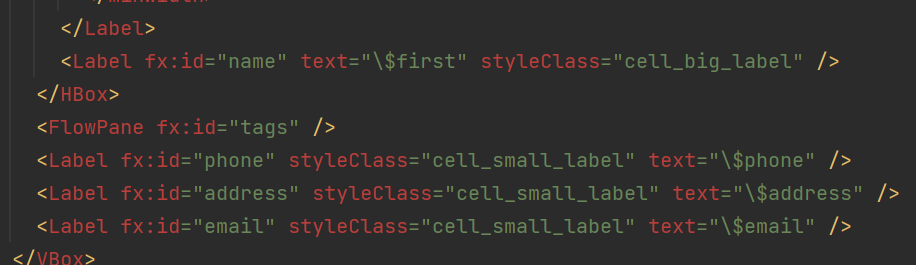 </minWidth>
</Label>
<Label fx:id="name" text="\$first" styleClass="cell_big_label" />
</HBox>
<FlowPane fx:id="tags" />
<Label fx:id="phone" styleClass="cell_small_label" text="\$phone" />
<Label fx:id="address" styleClass="cell_small_label" text="\$address" />
<Label fx:id="email" styleClass="cell_small_label" text="\$email" />
</VBox>